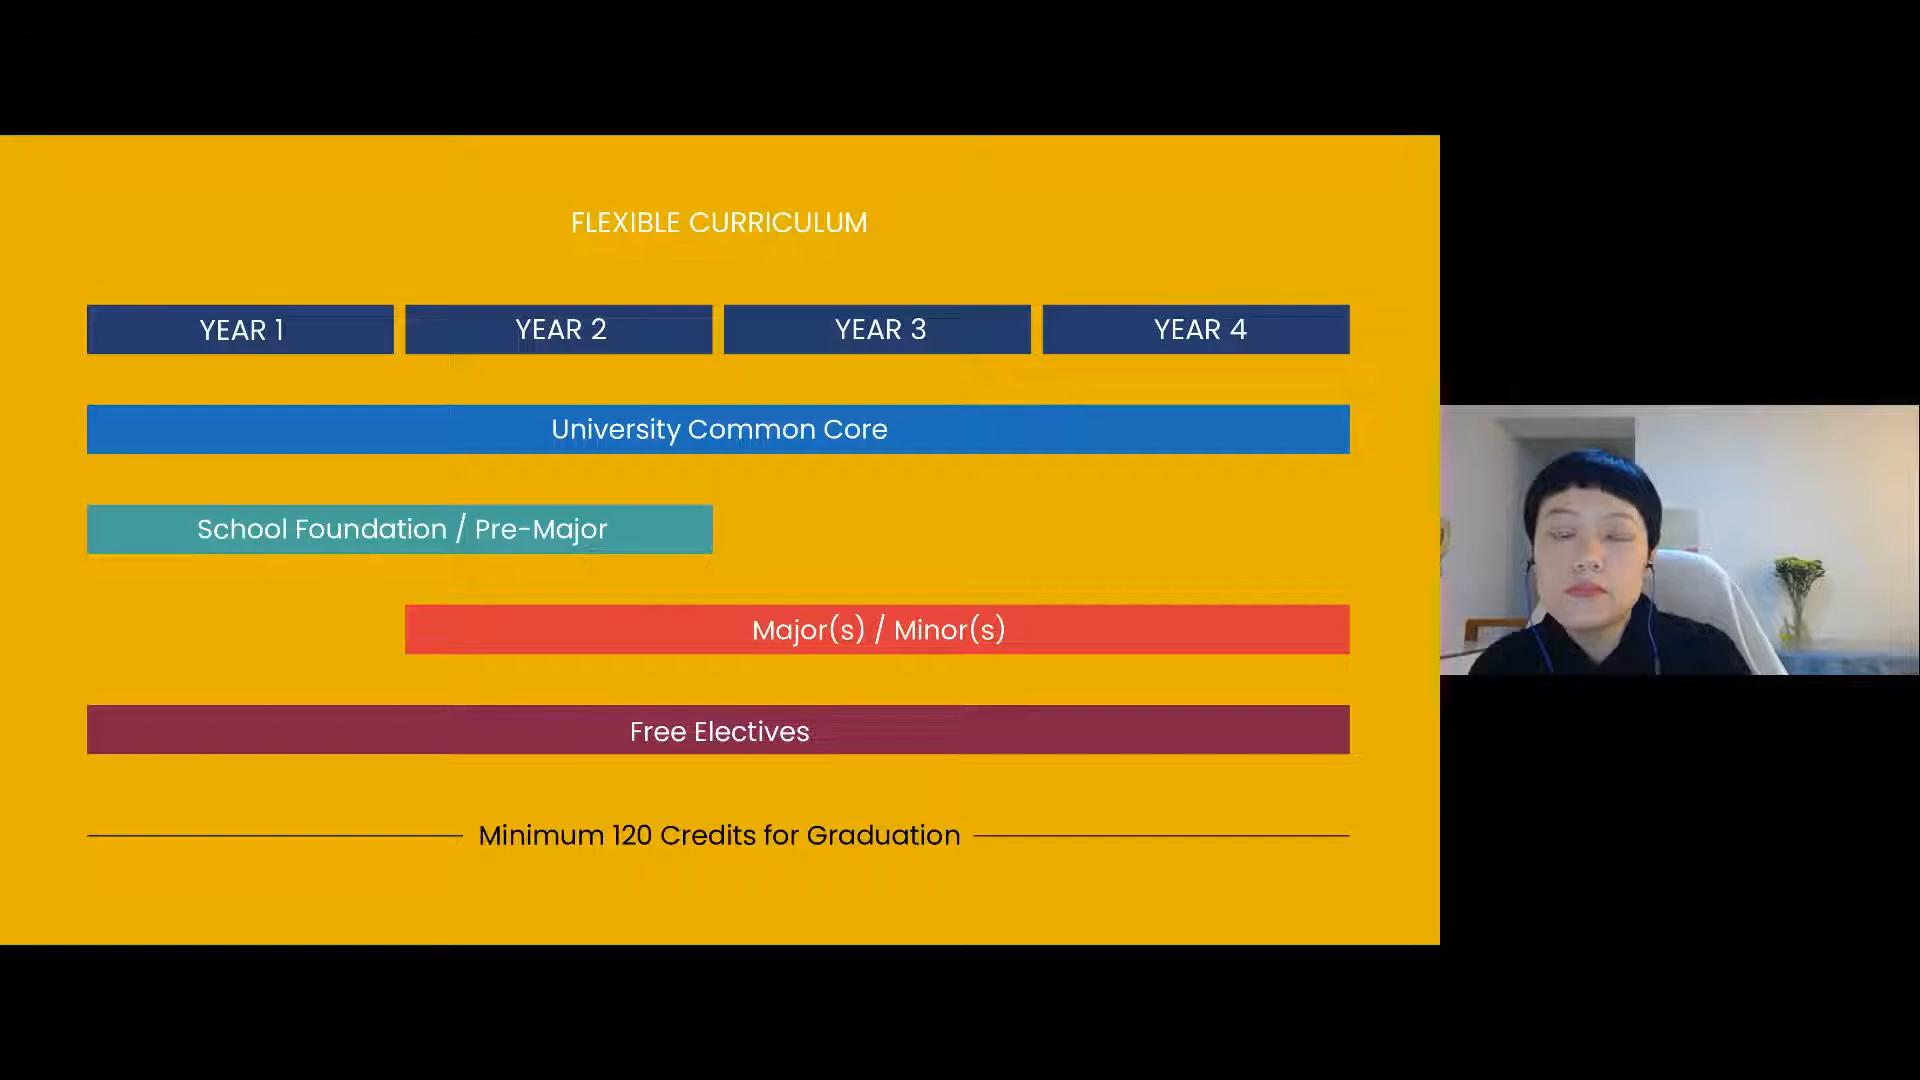 FLEXIBLE CURRICULUM
YEAR 1
YEAR 2
YEAR 3
YEAR 4
University Common Core
School Foundation / Pre-Major
Major(s) / Minor(s)
Free Electives
Minimum 120 Credits for Graduation